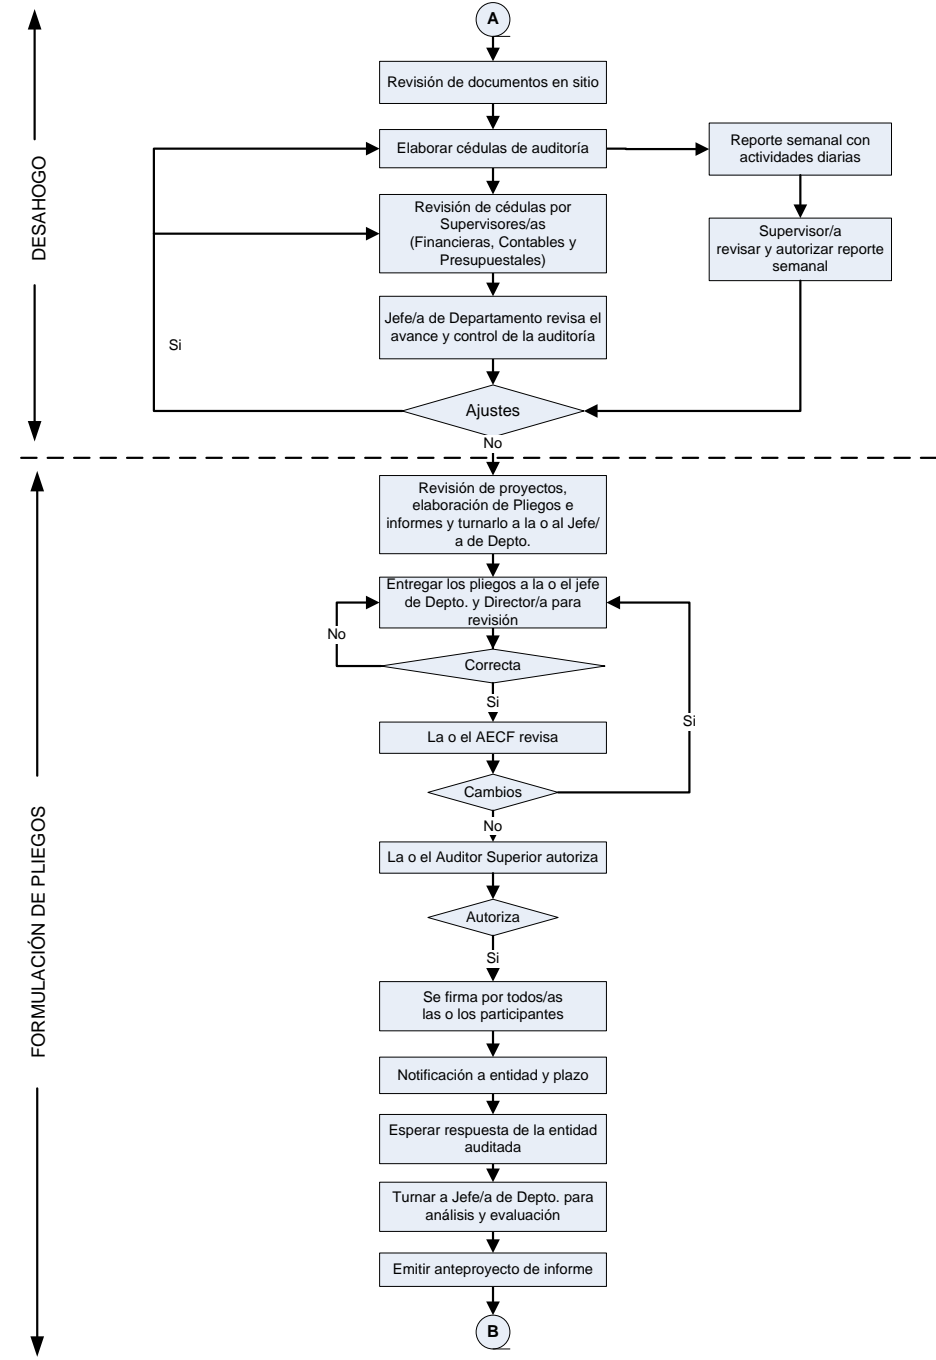 A
Revisión de documentos en sitio
Elaborar cédulas de auditoría
Reporte semanal con
actividades diarias
DESAHOGO
Revisión de cédulas por
Supervisores/as
(Financieras, Contables y
Presupuestales)
Supervisor/a
revisar y autorizar reporte
semanal
Jefe/a de Departamento revisa el
avance y control de la auditoría
Si
Ajustes
No
Revisión de proyectos,
elaboración de Pliegos e
informes y turnarlo a la o al Jefe/
a de Depto.
Entregar los pliegos a la o el jefe
de Depto. y Director/a para
revisión
No
Correcta
Si
Si
La o el AECF revisa
Cambios
No
La o el Auditor Superior autoriza
FORMULACIÓN DE PLIEGOS
Autoriza
Si
Se firma por todos/as
las o los participantes
Notificación a entidad y plazo
Esperar respuesta de la entidad
auditada
Turnar a Jefe/a de Depto. para
análisis y evaluación
Emitir anteproyecto de informe
B